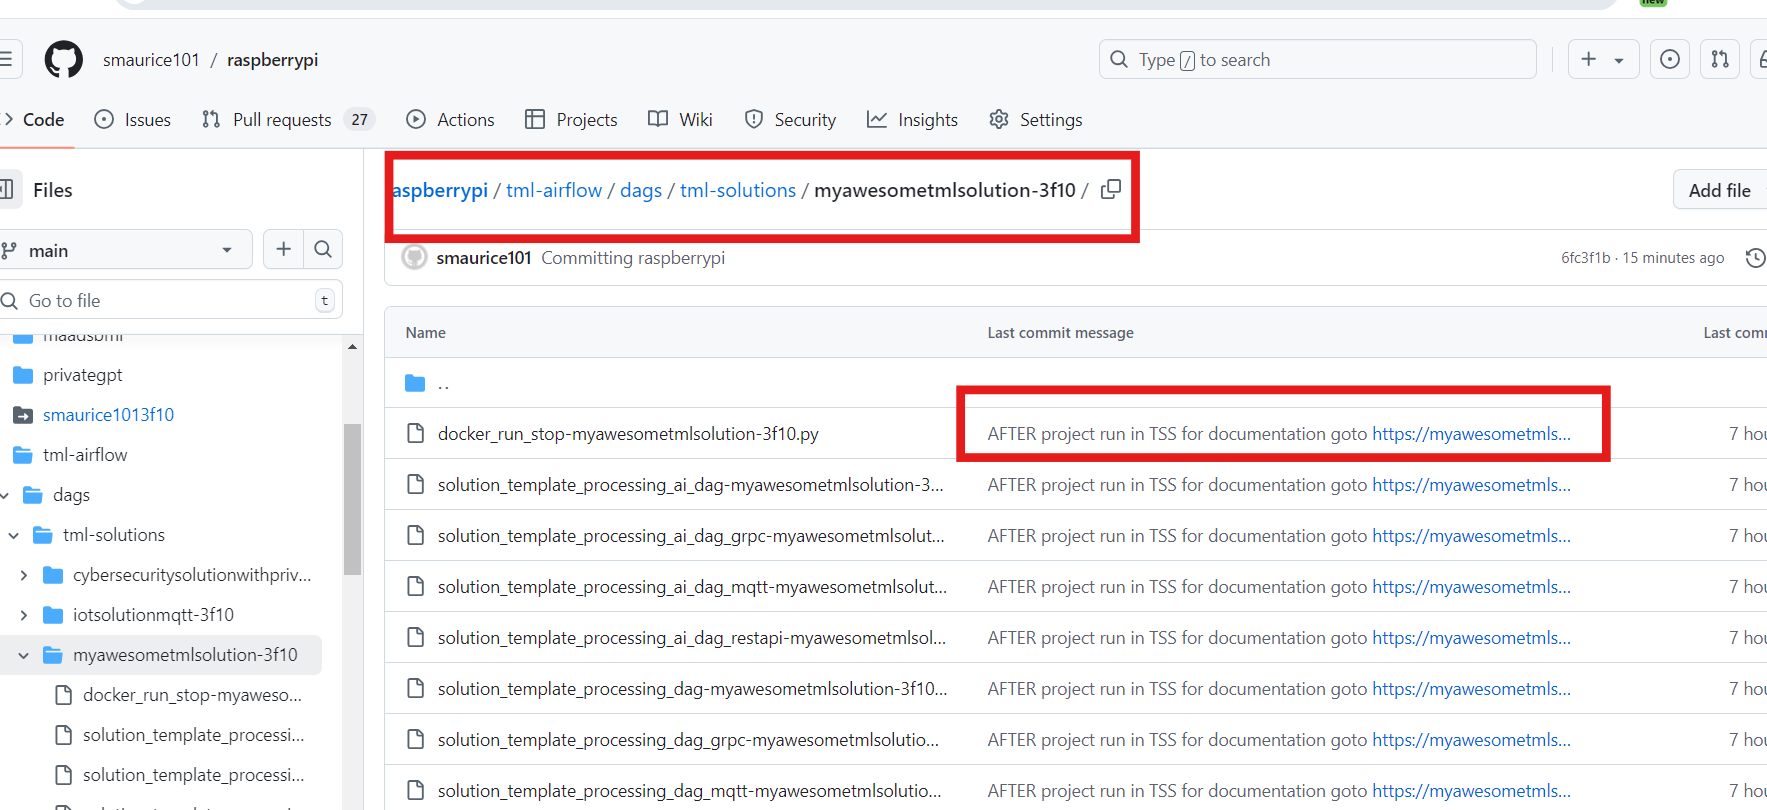 new
smaurice101 / raspberrypi
Type / to search
Code Issues Pull requests 27 Actions Projects Wiki Security Insights Settings
Files
main
Go to file t
maadsbml
privategpt
smaurice1013f10
tml-airflow
dags
tml-solutions
cybersecuritysolutionwithpriv...
iotsolutionmqtt-3f10
myawesometmlsolution-3f10
docker_run_stop-myaweso...
solution_template_processi...
solution_template_processi...
aspberrypi / tml-airflow / dags / tml-solutions / myawesometmlsolution-3f10 /
Add file
smaurice101 Committing raspberrypi 6fc3f1b · 15 minutes ago
Name Last commit message Last comm
..
docker_run_stop-myawesometmlsolution-3f10.py AFTER project run in TSS for documentation goto https://myawesometmls... 7 hou
solution_template_processing_ai_dag-myawesometmlsolution-3... AFTER project run in TSS for documentation goto https://myawesometmls... 7 hou
solution_template_processing_ai_dag_grpc-myawesometmlsolut... AFTER project run in TSS for documentation goto https://myawesometmls... 7 hou
solution_template_processing_ai_dag_mqtt-myawesometmlsolut... AFTER project run in TSS for documentation goto https://myawesometmls... 7 hou
solution_template_processing_ai_dag_restapi-myawesometmlsol... AFTER project run in TSS for documentation goto https://myawesometmls... 7 hou
solution_template_processing_dag-myawesometmlsolution-3f10... AFTER project run in TSS for documentation goto https://myawesometmls... 7 hou
solution_template_processing_dag_grpc-myawesometmlsolutio... AFTER project run in TSS for documentation goto https://myawesometmls... 7 hou
solution_template_processing_dag_mqtt-myawesometmlsolutio... AFTER project run in TSS for documentation goto https://myawesometmls... 7 hou